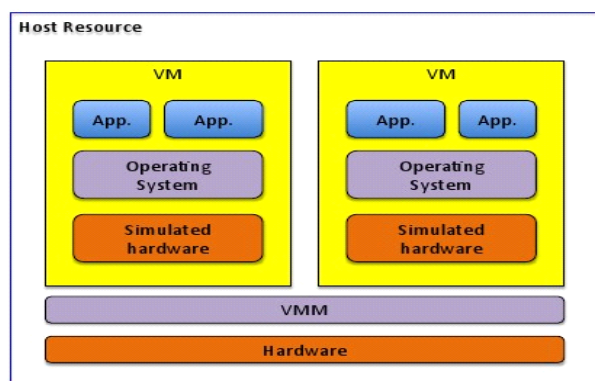 Host Resource
VM
VM
App.
App.
App.
App.
Operating
System
Operating
System
Simulated
hardware
Simulated
hardware
VMM
Hardware